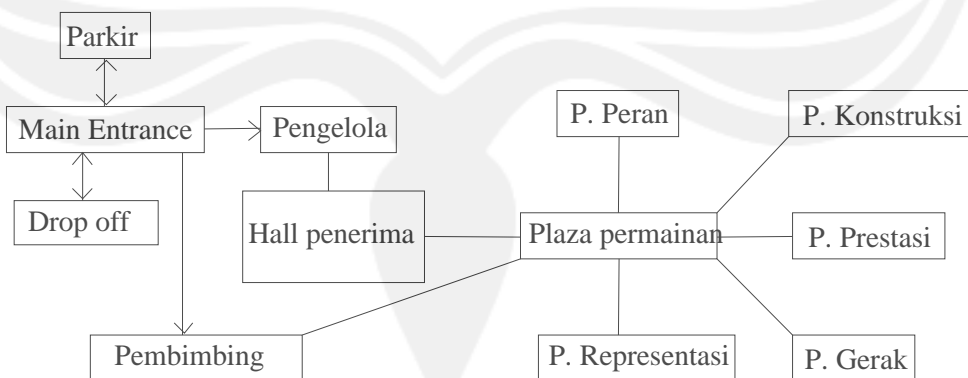 Parkir
Main Entrance
Pengelola
P. Peran
P. Konstruksi
Drop off
Hall penerima
Plaza permainan
P. Prestasi
Pembimbing
P. Representasi
P. Gerak